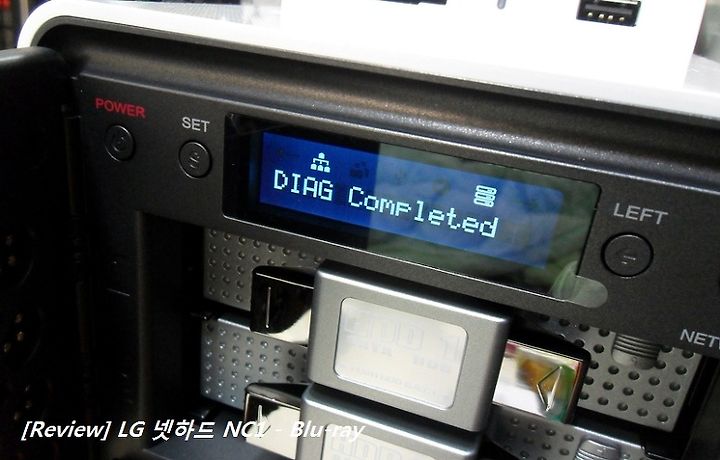 POWER
SET
DIAG Completed
LEFT
[Review] LG 넷하드 NC1 - Blu-ray